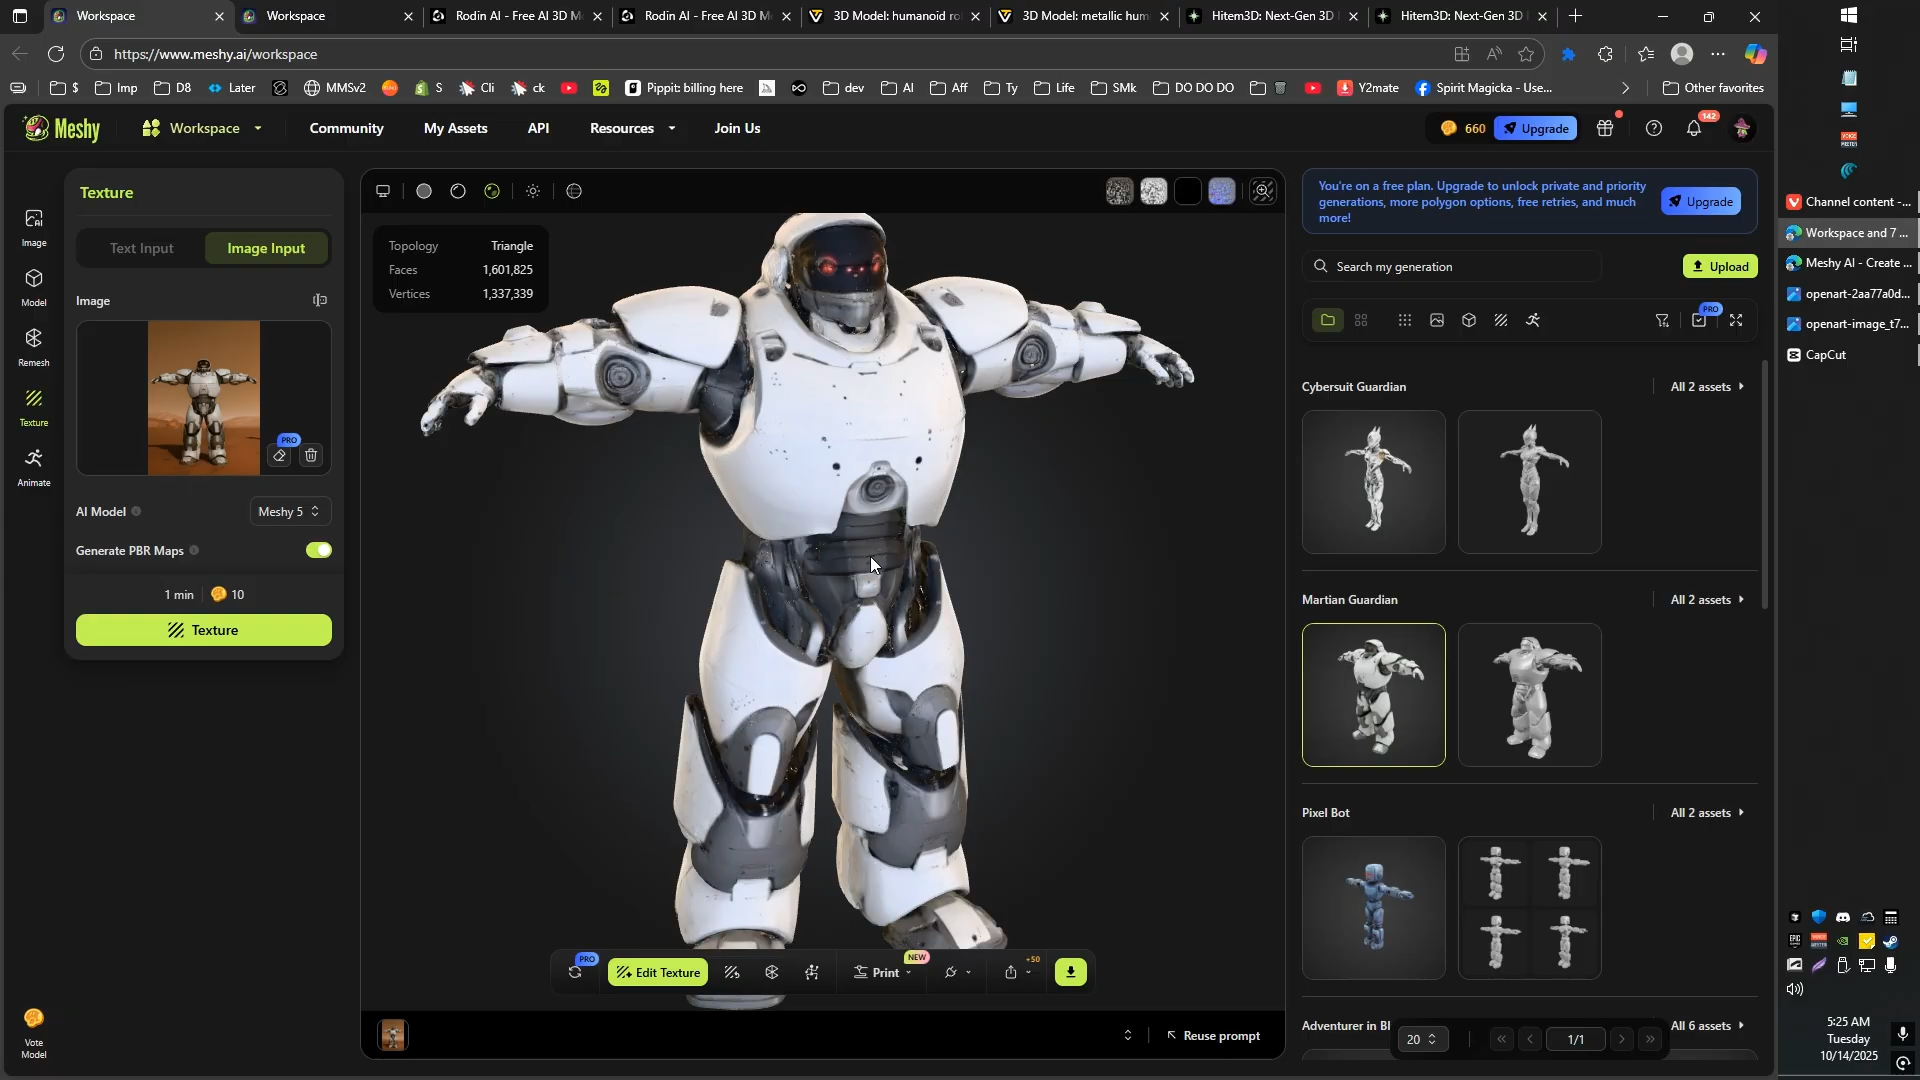 Workspace
Workspace
Rodin AI - Free AI 3D M
Rodin AI - Free AI 3D M
3D Model: humanoid ro
3D Model: metallic hum
Hitem3D: Next-Gen 3D
Hitem3D: Next-Gen 3D
https://www.meshy.ai/workspace
$
Imp
D8
Later
MMSv2
S
Cli
ck
Pippit: billing here
dev
AI
Aff
Ty
Life
SMk
DO DO DO
Y2mate
Spirit Magicka - Use...
Other favorites
Meshy
Workspace
Community
My Assets
API
Resources
Join Us
660
Upgrade
142
Image
Model
Remesh
Texture
Animate
Vote
Model
Texture
Text Input
Image Input
Image
PRO
AI Model
Meshy 5
Generate PBR Maps
1 min
10
Texture
Topology Triangle
Faces 1,601,825
Vertices 1,337,339
PRO
Edit Texture
Print
NEW
+50
Reuse prompt
You're on a free plan. Upgrade to unlock private and priority
generations, more polygon options, free retries, and much
more!
Upgrade
Search my generation
Upload
PRO
Cybersuit Guardian
All 2 assets
Martian Guardian
All 2 assets
Pixel Bot
All 2 assets
Adventurer in Bl
All 6 assets
20
1/1
Channel content -...
Workspace and 7 ...
Meshy AI - Create ...
openart-2aa77a0d...
openart-image_t7...
CapCut
5:25 AM
Tuesday
10/14/2025